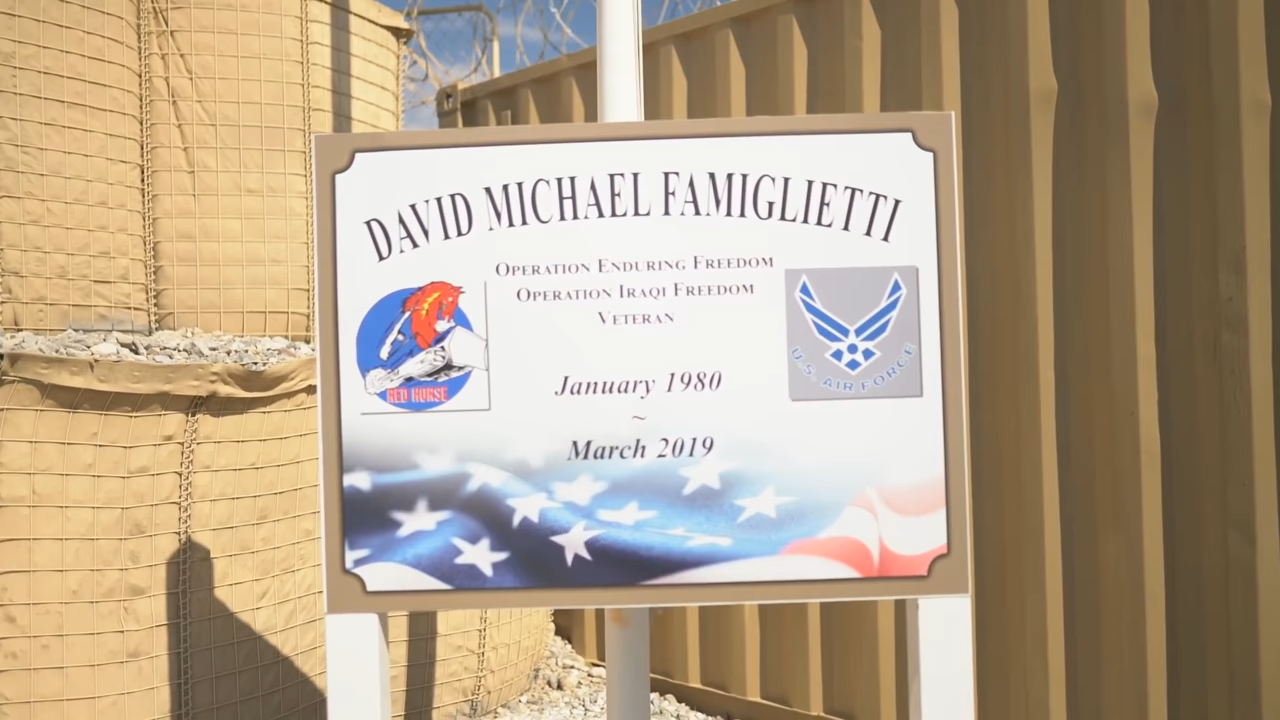 DAVID MICHAEL FAMIGLIETTI
OPERATION ENDURING FREEDOM
OPERATION IRAQI FREEDOM
VETERAN
RED HORSE
U.S. AIR FORCE
January 1980
~
March 2019